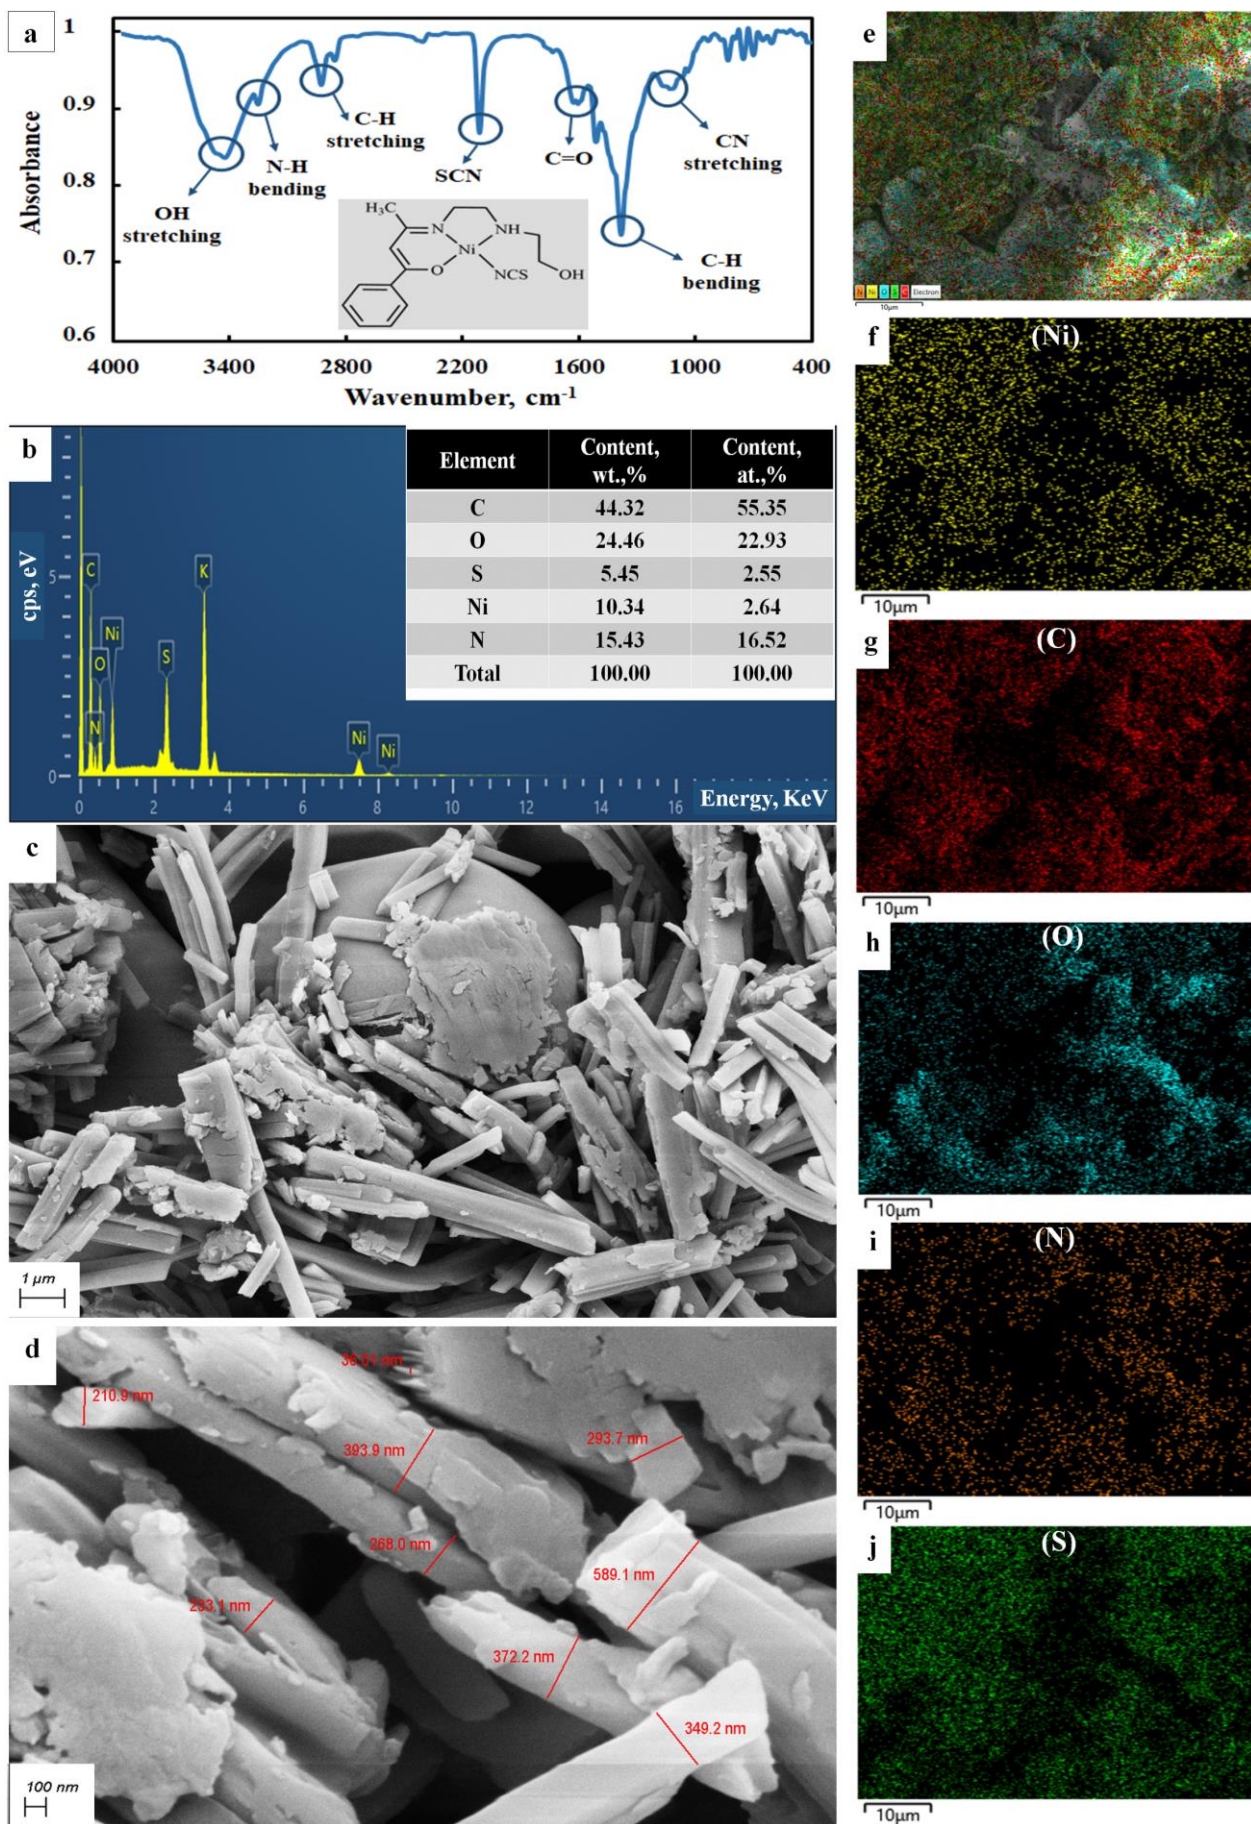 a
Absorbance
1
0.9
0.8
0.7
0.6
OH
stretching
N-H
bending
C-H
stretching
SCN
C=O
C-H
bending
CN
stretching
H₃C
N
NH
Ni
O
NCS
OH
4000 3400 2800 2200 1600 1000 400
Wavenumber, cm⁻¹
b
cps, eV
5
0
C
N
O
Ni
S
K
Ni
Ni
0 2 4 6 8 10 12 14 16
Energy, KeV
Element Content, wt.,% Content, at.,%
C 44.32 55.35
O 24.46 22.93
S 5.45 2.55
Ni 10.34 2.64
N 15.43 16.52
Total 100.00 100.00
c
1 µm
d
210.9 nm
393.9 nm
293.7 nm
268.0 nm
589.1 nm
233.1 nm
372.2 nm
349.2 nm
100 nm
e
N Ni O S C Electron
10µm
f
(Ni)
10µm
g
(C)
10µm
h
(O)
10µm
i
(N)
10µm
j
(S)
10µm